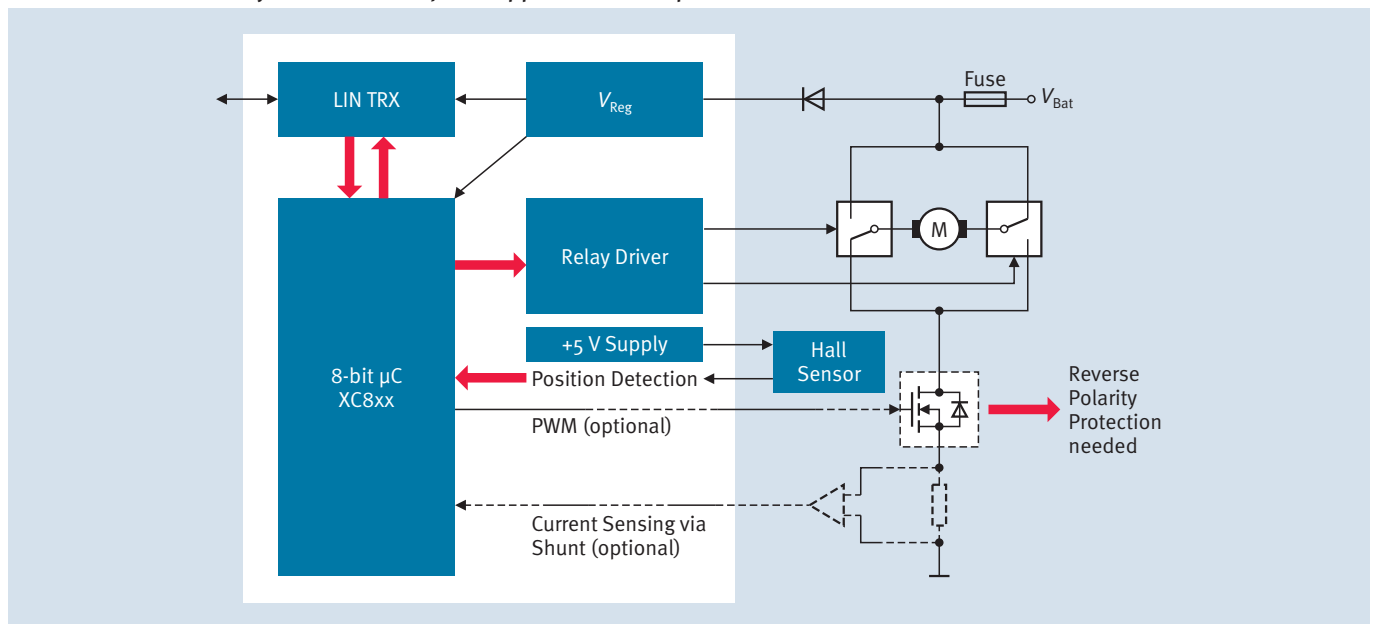 LIN TRX
V_Reg
Fuse
V_Bat
M
Relay Driver
+5 V Supply
Hall
Sensor
8-bit µC
XC8xx
Position Detection
PWM (optional)
Reverse
Polarity
Protection
needed
Current Sensing via
Shunt (optional)